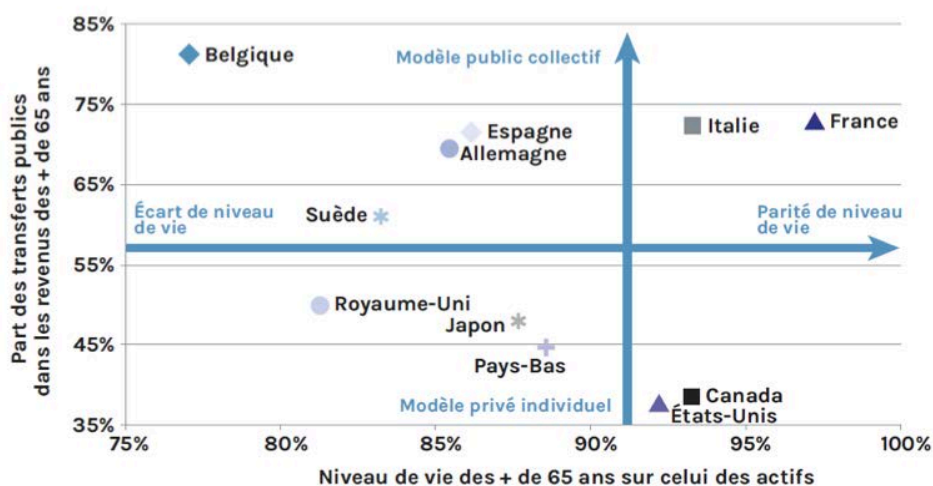 85%
Belgique
Modèle public collectif
75%
Espagne
Allemagne
Italie
France
65%
Écart de niveau
de vie
Suède
Parité de niveau
de vie
55%
Royaume-Uni
Japon
45%
Pays-Bas
Modèle privé individuel
Canada
États-Unis
35%
75%
80%
85%
90%
95%
100%
Part des transferts publics
dans les revenus des + de 65 ans
Niveau de vie des + de 65 ans sur celui des actifs